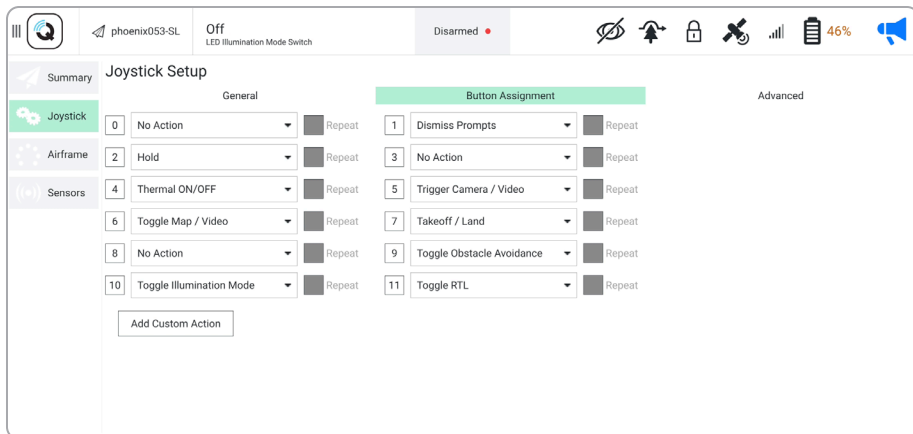 phoenix053-SL
Off
LED Illumination Mode Switch
Disarmed
46%
Summary
Joystick
Airframe
Sensors
Joystick Setup
General
Button Assignment
Advanced
0 No Action Repeat 1 Dismiss Prompts Repeat
2 Hold Repeat 3 No Action Repeat
4 Thermal ON/OFF Repeat 5 Trigger Camera / Video Repeat
6 Toggle Map / Video Repeat 7 Takeoff / Land Repeat
8 No Action Repeat 9 Toggle Obstacle Avoidance Repeat
10 Toggle Illumination Mode Repeat 11 Toggle RTL Repeat
Add Custom Action